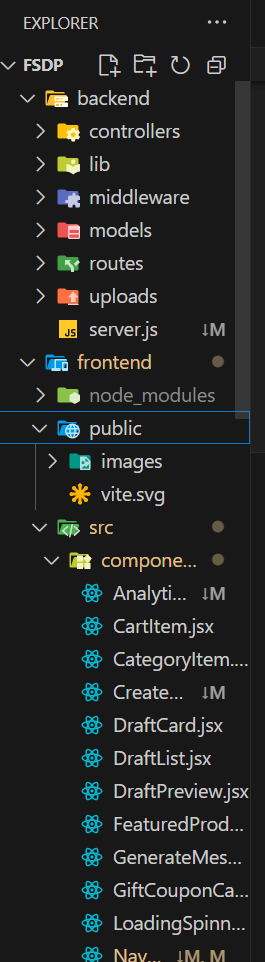 EXPLORER ...
FSDP
backend
controllers
lib
middleware
models
routes
uploads
JS server.js ↓M
frontend
node_modules
public
images
vite.svg
src
compone...
Analyti... ↓M
CartItem.jsx
CategoryItem....
Create... ↓M
DraftCard.jsx
DraftList.jsx
DraftPreview.jsx
FeaturedProd...
GenerateMes...
GiftCouponCa...
LoadingSpinn...
Nav... ↓M, M